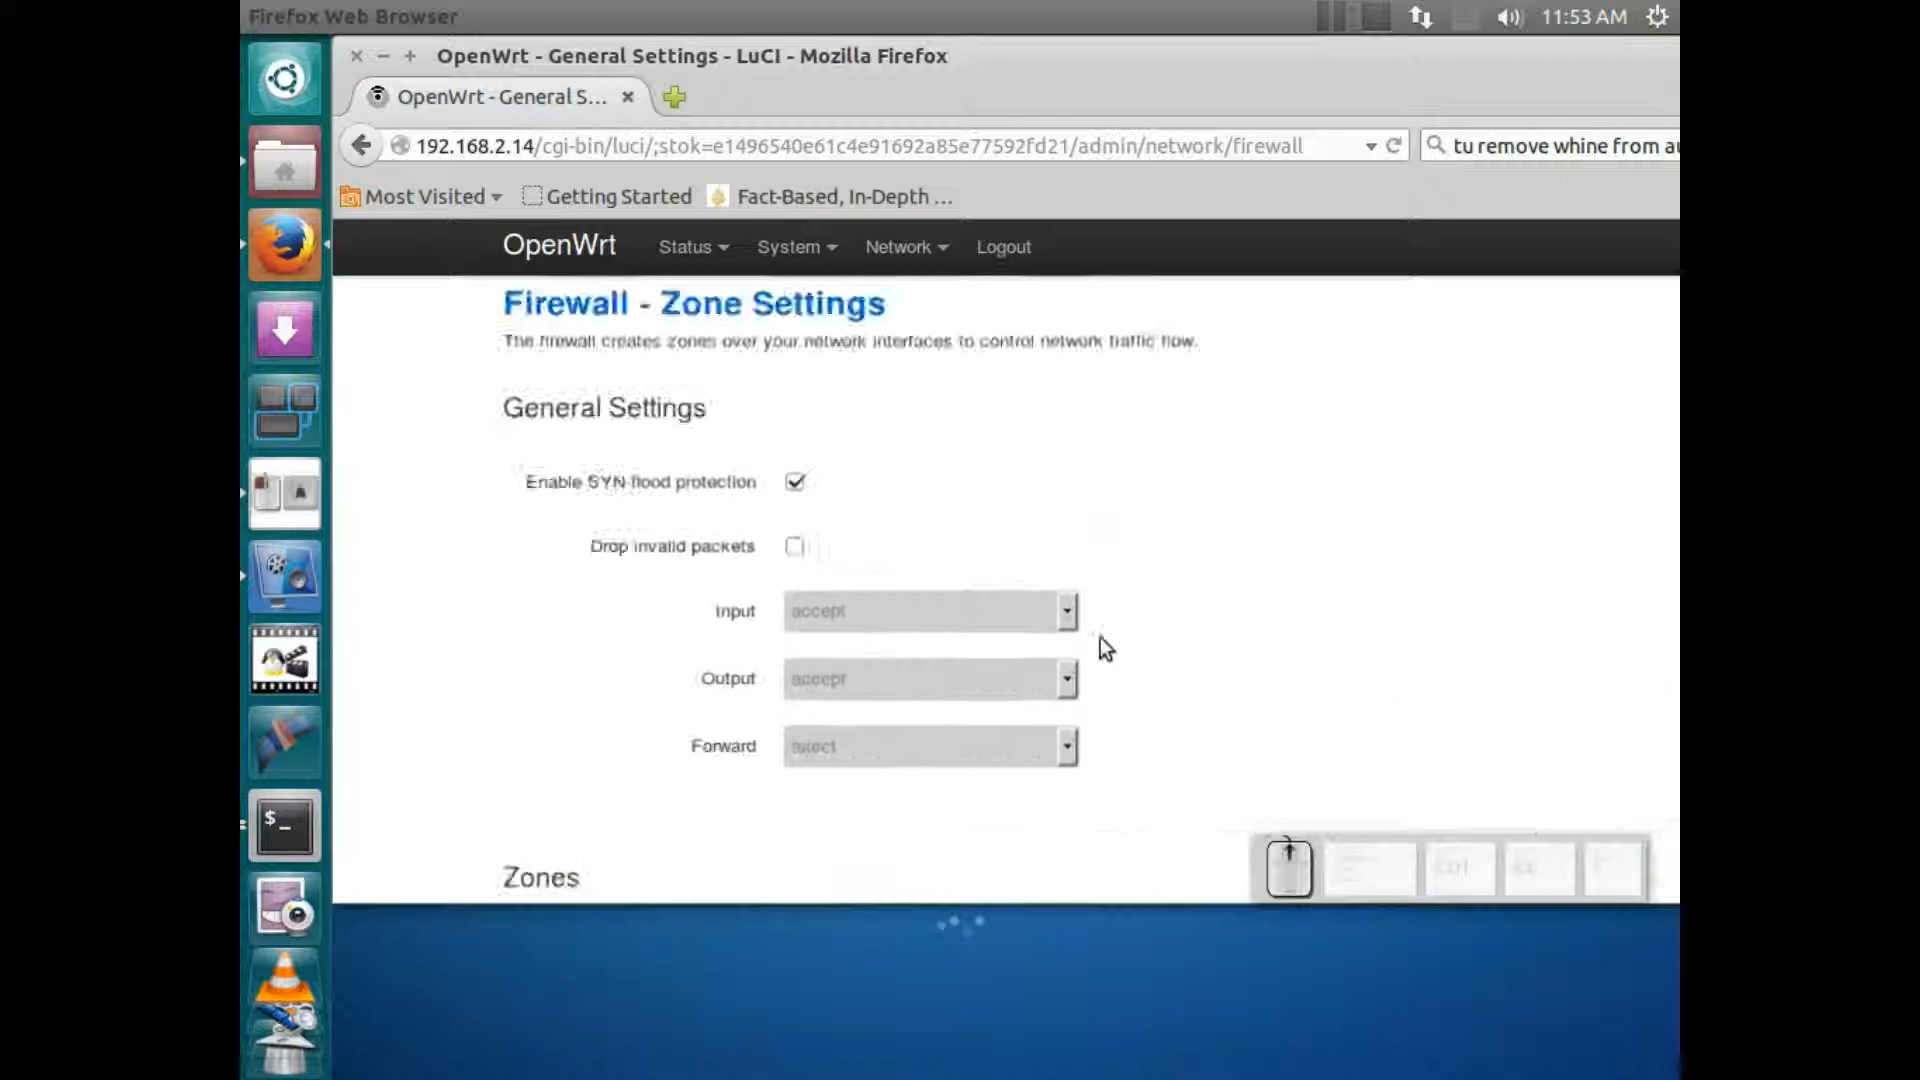 Firefox Web Browser
11:53 AM
OpenWrt - General Settings - LuCI - Mozilla Firefox
OpenWrt - General S...
192.168.2.14/cgi-bin/luci/;stok=e1496540e61c4e91692a85e77592fd21/admin/network/firewall
tu remove whine from au
Most Visited
Getting Started
Fact-Based, In-Depth ...
OpenWrt
Status
System
Network
Logout
Firewall - Zone Settings
The firewall creates zones over your network interfaces to control network traffic flow.
General Settings
Enable SYN-flood protection
Drop invalid packets
Input
accept
Output
accept
Forward
reject
Zones
$ _
ctrl